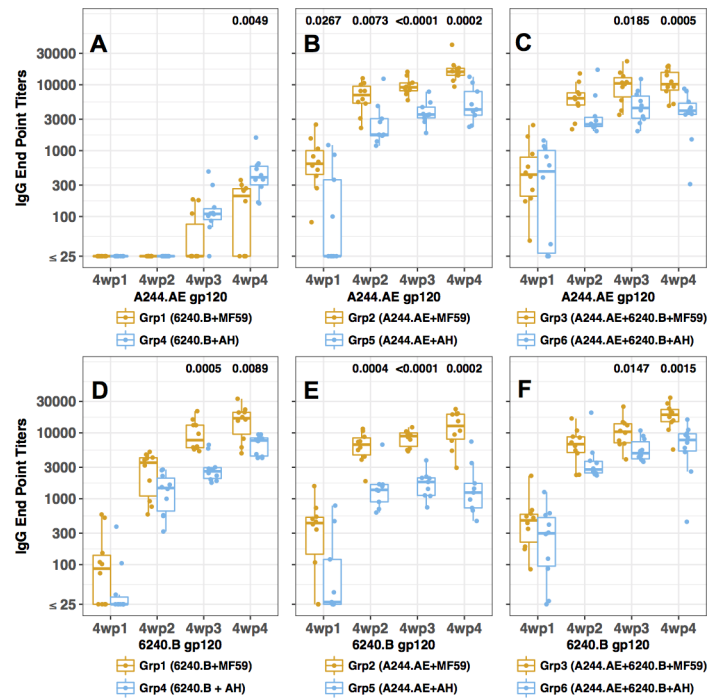 0.0049 0.0267 0.0073 <0.0001 0.0002 0.0185 0.0005
A B C
IgG End Point Titers
30000
10000
3000
1000
300
100
≤ 25
4wp1 4wp2 4wp3 4wp4 4wp1 4wp2 4wp3 4wp4 4wp1 4wp2 4wp3 4wp4
A244.AE gp120 A244.AE gp120 A244.AE gp120
Grp1 (6240.B+MF59) Grp2 (A244.AE+MF59) Grp3 (A244.AE+6240.B+MF59)
Grp4 (6240.B+AH) Grp5 (A244.AE+AH) Grp6 (A244.AE+6240.B+AH)
0.0005 0.0089 0.0004 <0.0001 0.0002 0.0147 0.0015
D E F
IgG End Point Titers
30000
10000
3000
1000
300
100
≤ 25
4wp1 4wp2 4wp3 4wp4 4wp1 4wp2 4wp3 4wp4 4wp1 4wp2 4wp3 4wp4
6240.B gp120 6240.B gp120 6240.B gp120
Grp1 (6240.B+MF59) Grp2 (A244.AE+MF59) Grp3 (A244.AE+6240.B+MF59)
Grp4 (6240.B + AH) Grp5 (A244.AE+AH) Grp6 (A244.AE+6240.B+AH)